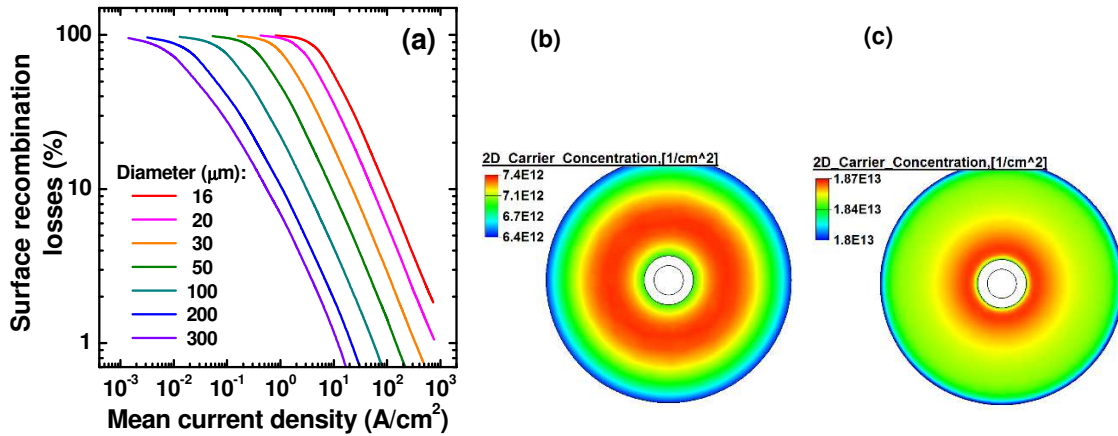 (a)
Surface recombination
losses (%)
100
10
1
Diameter (μm):
16
20
30
50
100
200
300
10⁻³ 10⁻² 10⁻¹ 10⁰ 10¹ 10² 10³
Mean current density (A/cm²)
(b)
2D_Carrier_Concentration,[1/cm^2]
7.4E12
7.1E12
6.7E12
6.4E12
(c)
2D_Carrier_Concentration,[1/cm^2]
1.87E13
1.84E13
1.8E13